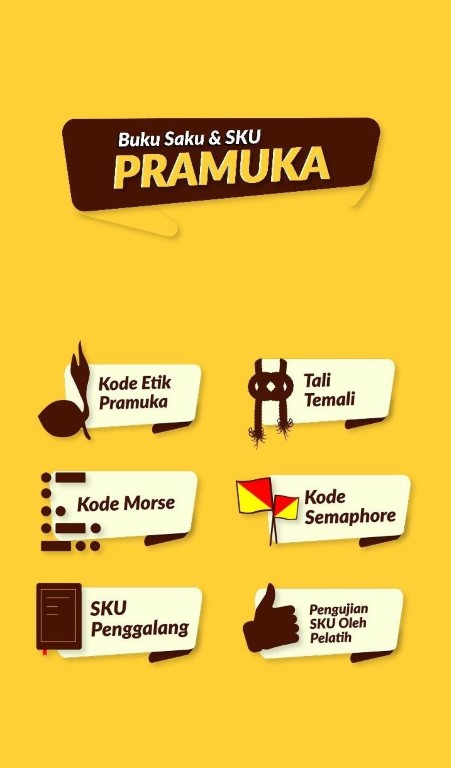 Buku Saku & SKU
PRAMUKA
Kode Etik
Pramuka
Tali
Temali
Kode Morse
Kode
Semaphore
SKU
Penggalang
Pengujian
SKU Oleh
Pelatih